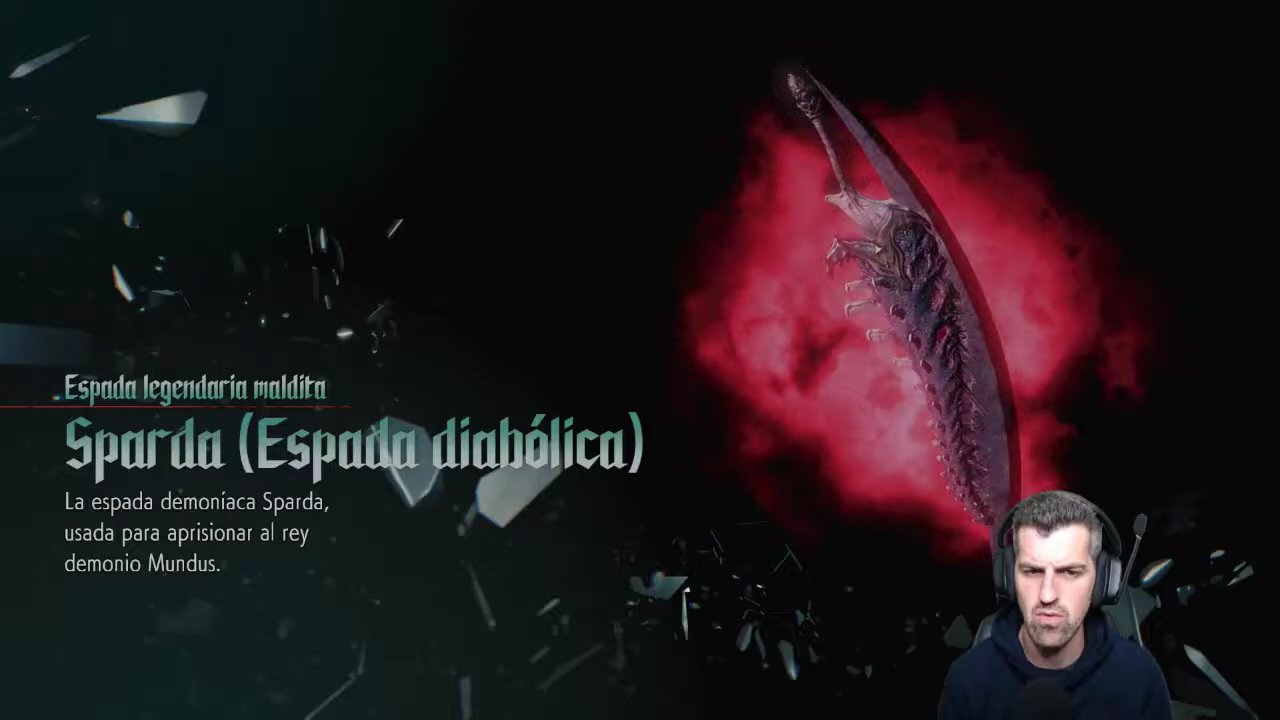 Espada legendaria maldita
Sparda (Espada diabólica)
La espada demoníaca Sparda,
usada para aprisionar al rey
demonio Mundus.